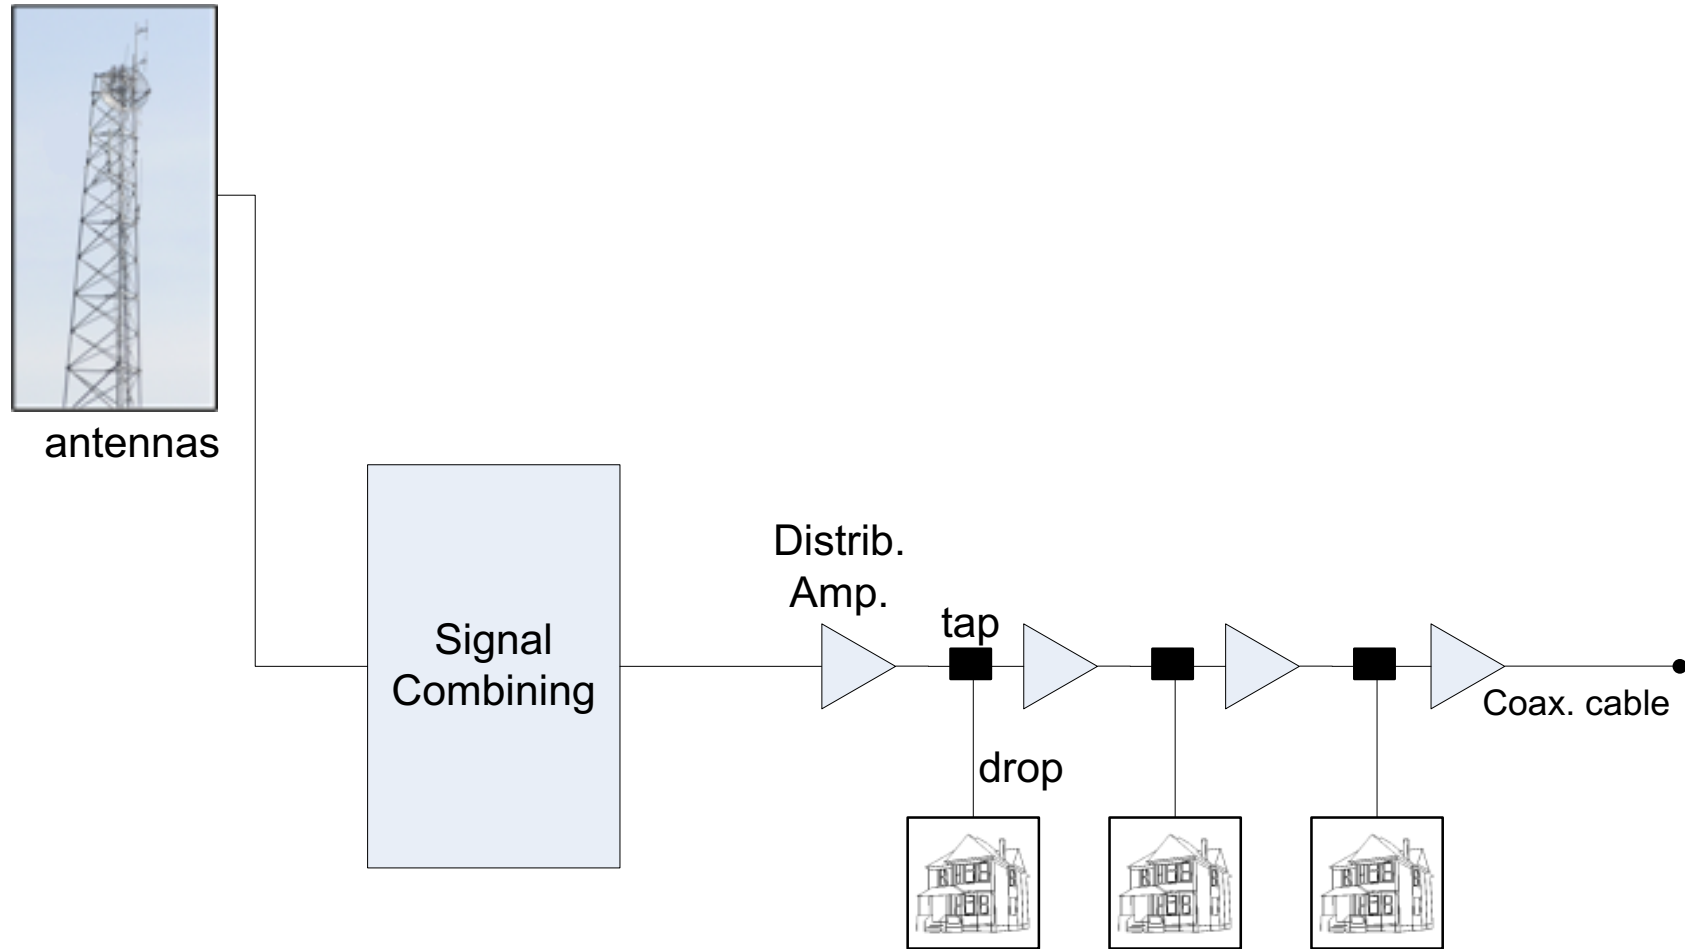 antennas
Signal
Combining
Distrib.
Amp.
tap
drop
Coax. cable